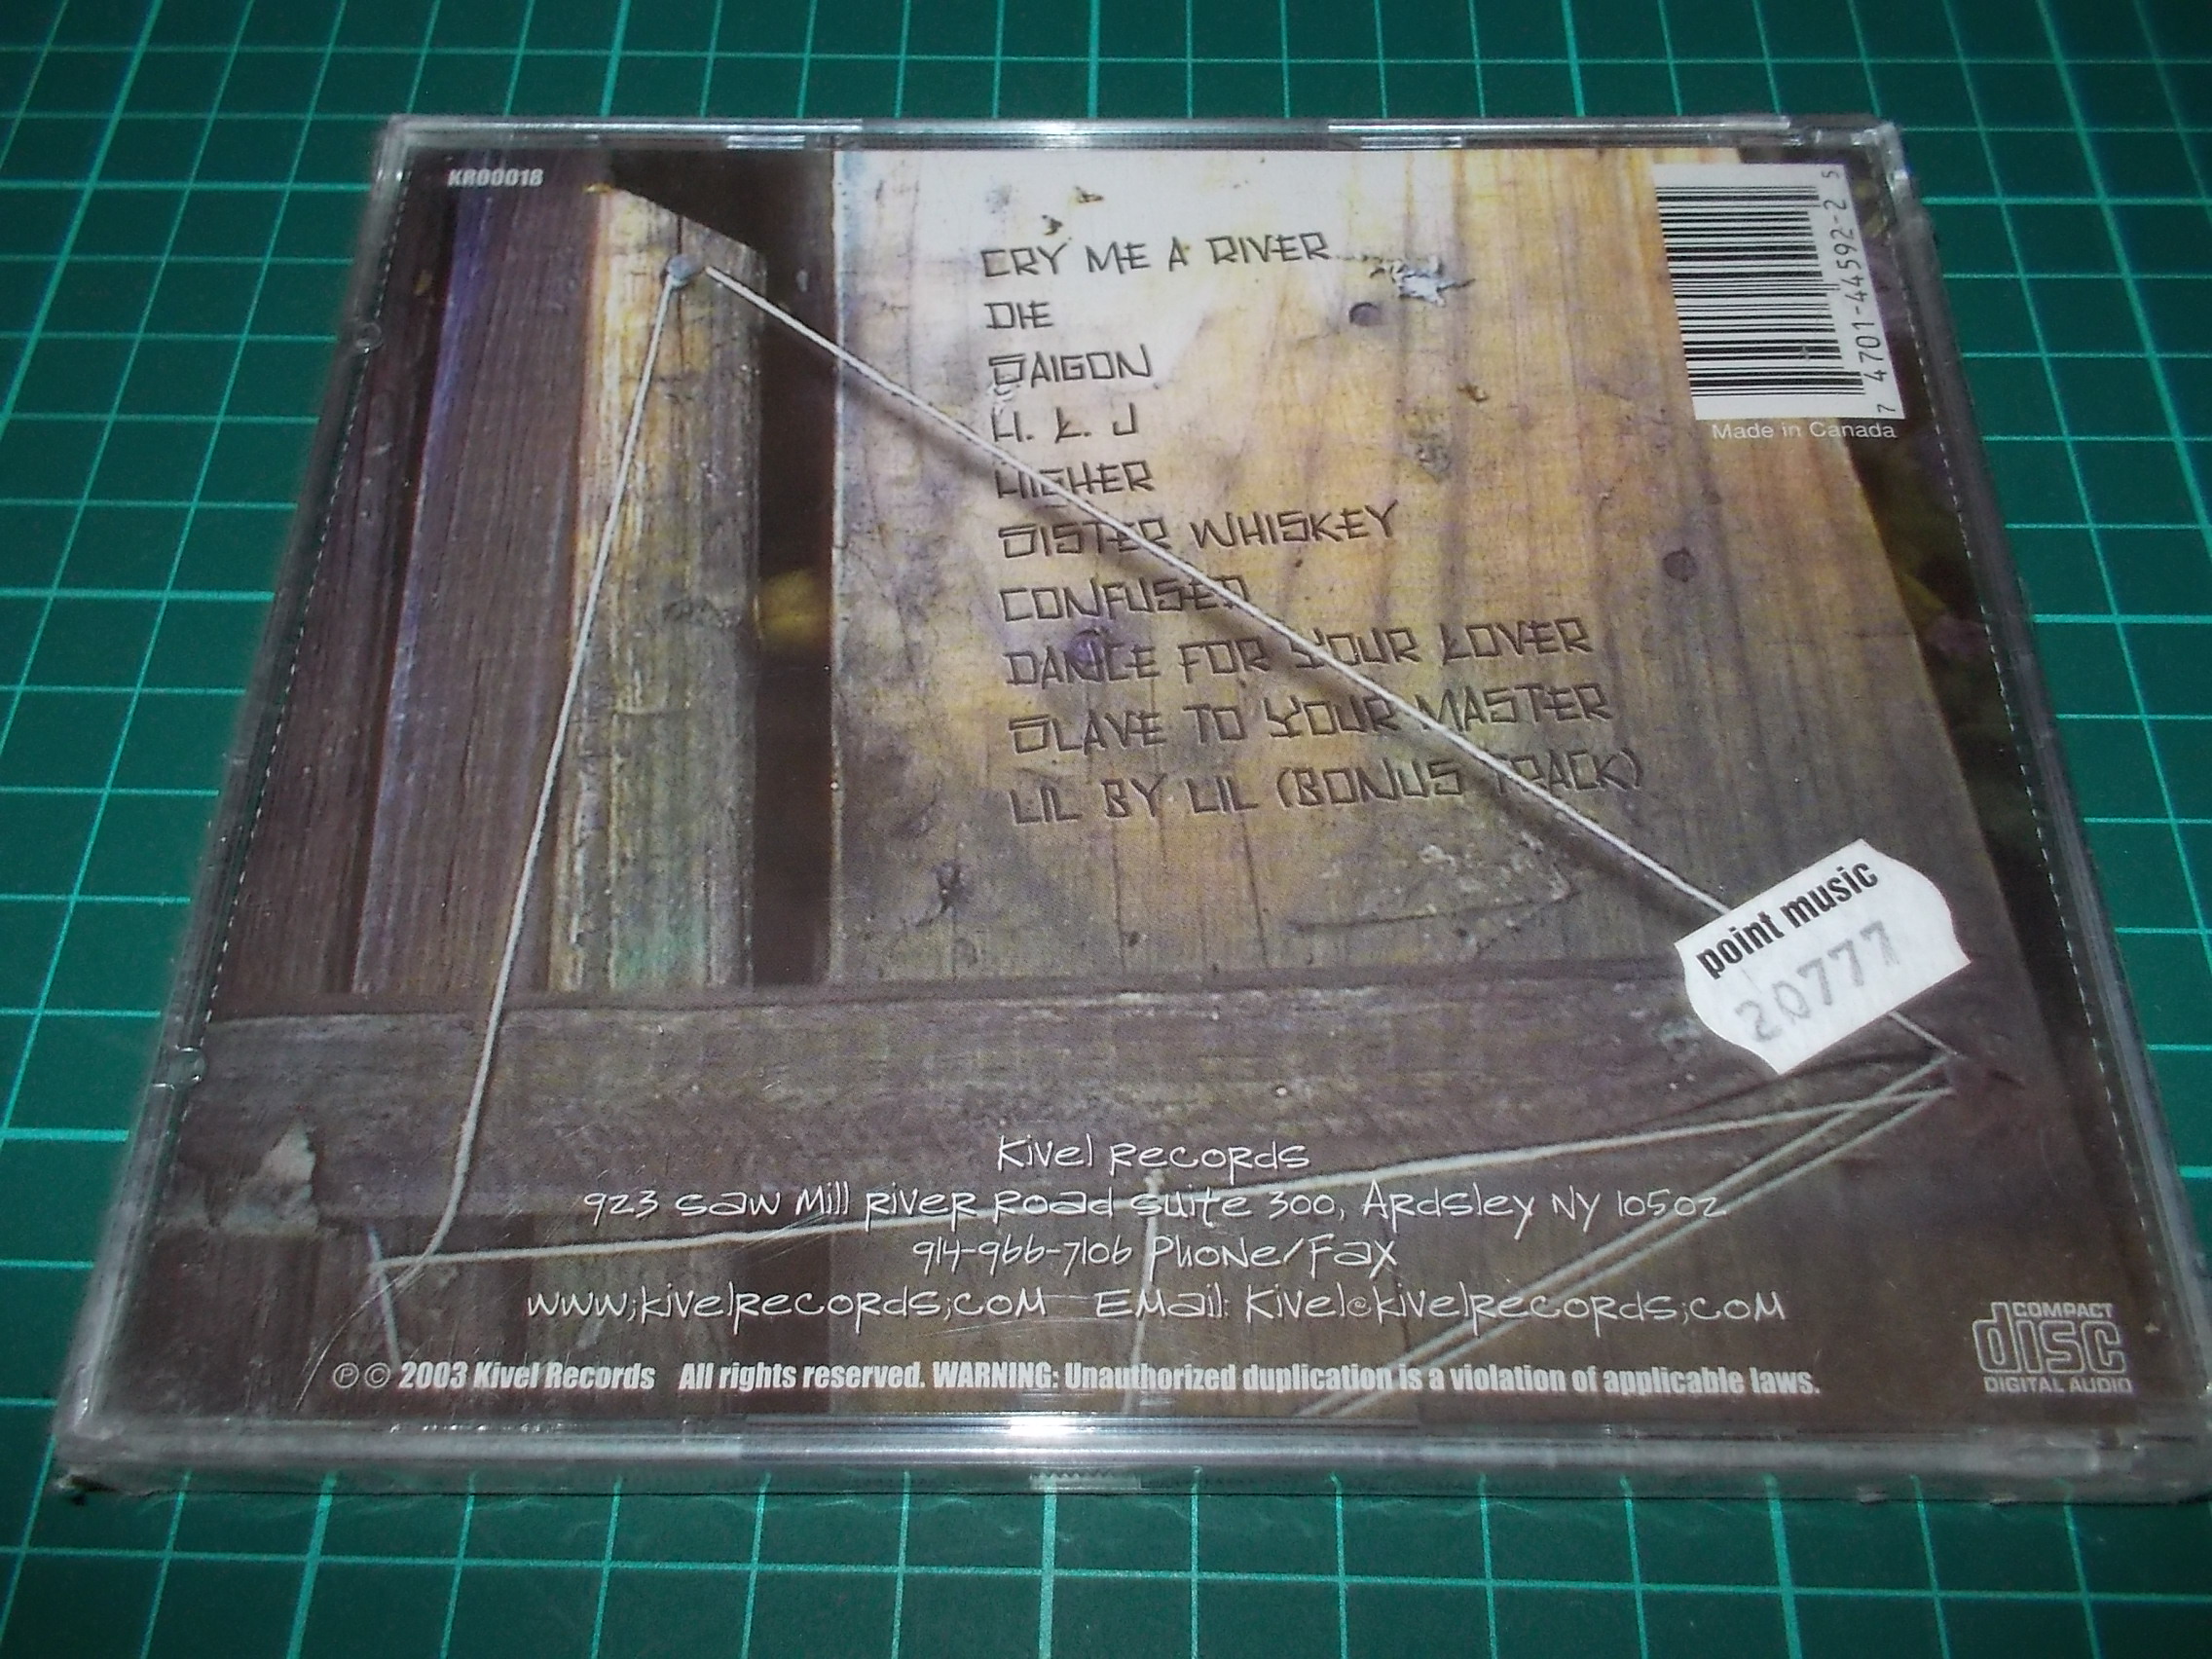 KR00018
CRY ME A RIVER
DIE
SAIGON
H. L. J
HIGHER
SISTER WHISKEY
CONFUSED
DANCE FOR YOUR LOVER
SLAVE TO YOUR MASTER
LIL BY LIL (BONUS TRACK)
7 4701-44592-2 5
Made in Canada
point music
20777
Kivel Records
923 Saw Mill River Road Suite 300, Ardsley NY 10502
914-966-7106 Phone/Fax
www.kivelrecords.com Email: Kivel@kivelrecords.com
℗© 2003 Kivel Records All rights reserved. WARNING: Unauthorized duplication is a violation of applicable laws.
COMPACT
disc
DIGITAL AUDIO